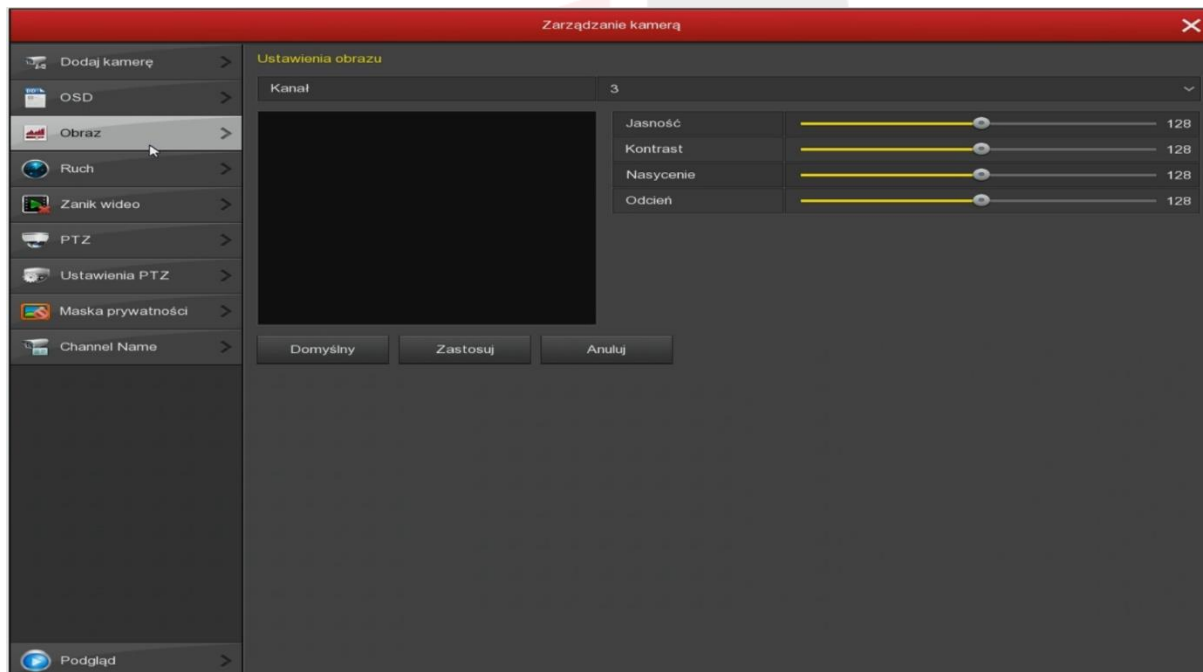 Zarządzanie kamerą
Dodaj kamerę
OSD
Obraz
Ruch
Zanik wideo
PTZ
Ustawienia PTZ
Maska prywatności
Channel Name
Podgląd
Ustawienia obrazu
Kanał 3
Jasność 128
Kontrast 128
Nasycenie 128
Odcień 128
Domyślny Zastosuj Anuluj